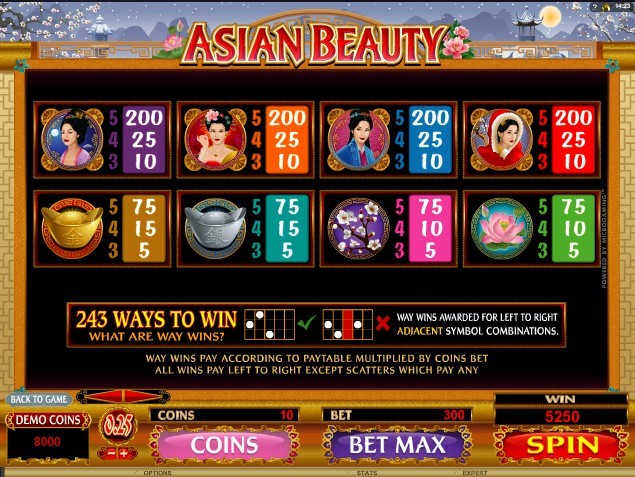 ? 14:23
ASIAN BEAUTY
5 200 5 200 5 200 5 200
4 25 4 25 4 25 4 25
3 10 3 10 3 10 3 10
5 75 5 75 5 75 5 75
4 15 4 15 4 10 4 10
3 5 3 5 3 5 3 5
金 銀
POWERED BY MICROGAMING™
243 WAYS TO WIN
WHAT ARE WAY WINS?
WAY WINS AWARDED FOR LEFT TO RIGHT
ADJACENT SYMBOL COMBINATIONS.
WAY WINS PAY ACCORDING TO PAYTABLE MULTIPLIED BY COINS BET
ALL WINS PAY LEFT TO RIGHT EXCEPT SCATTERS WHICH PAY ANY
BACK TO GAME
WIN
5250
DEMO COINS
8000
0.25
COINS 10
BET 300
COINS
BET MAX
SPIN
OPTIONS
STATS
EXPERT